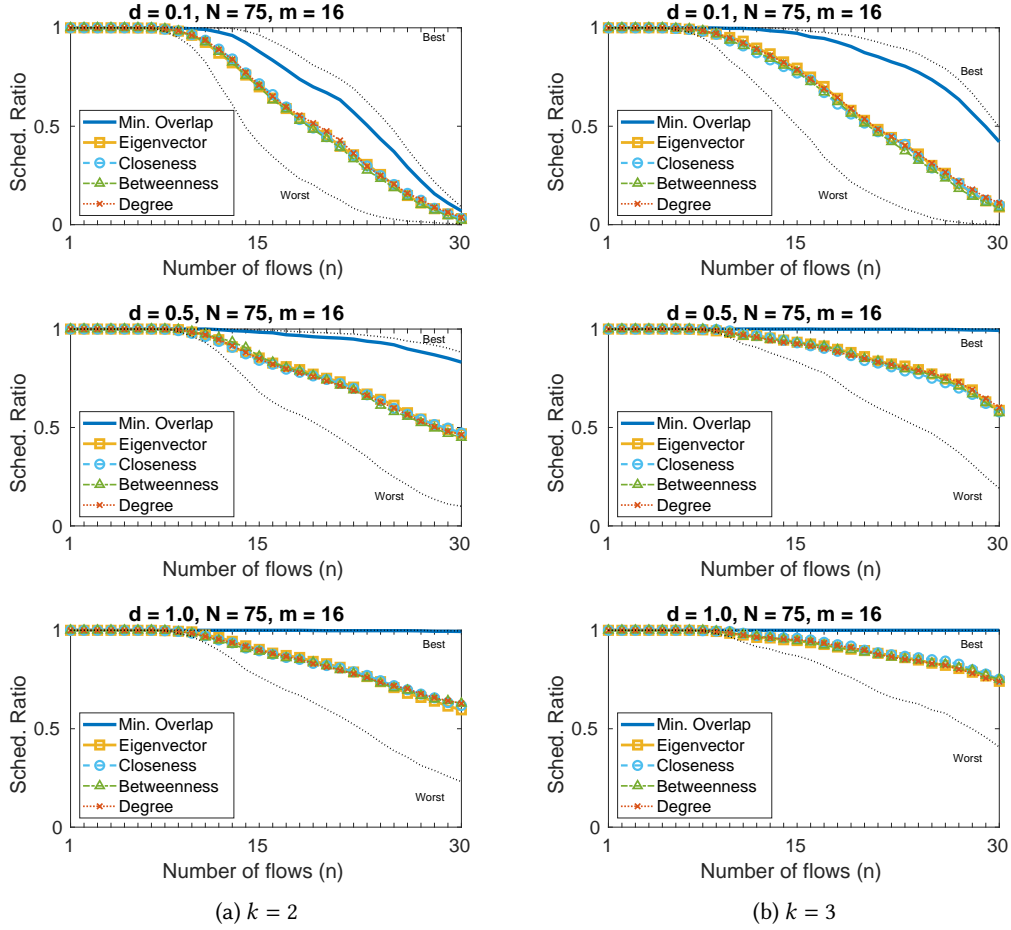 d = 0.1, N = 75, m = 16
Sched. Ratio
1
0.5
0
Best
Worst
Min. Overlap
Eigenvector
Closeness
Betweenness
Degree
1
15
30
Number of flows (n)
d = 0.1, N = 75, m = 16
Sched. Ratio
1
0.5
0
Best
Worst
Min. Overlap
Eigenvector
Closeness
Betweenness
Degree
1
15
30
Number of flows (n)
d = 0.5, N = 75, m = 16
Sched. Ratio
1
0.5
0
Best
Worst
Min. Overlap
Eigenvector
Closeness
Betweenness
Degree
1
15
30
Number of flows (n)
d = 0.5, N = 75, m = 16
Sched. Ratio
1
0.5
0
Best
Worst
Min. Overlap
Eigenvector
Closeness
Betweenness
Degree
1
15
30
Number of flows (n)
d = 1.0, N = 75, m = 16
Sched. Ratio
1
0.5
0
Best
Worst
Min. Overlap
Eigenvector
Closeness
Betweenness
Degree
1
15
30
Number of flows (n)
d = 1.0, N = 75, m = 16
Sched. Ratio
1
0.5
0
Best
Worst
Min. Overlap
Eigenvector
Closeness
Betweenness
Degree
1
15
30
Number of flows (n)
(a) k = 2
(b) k = 3